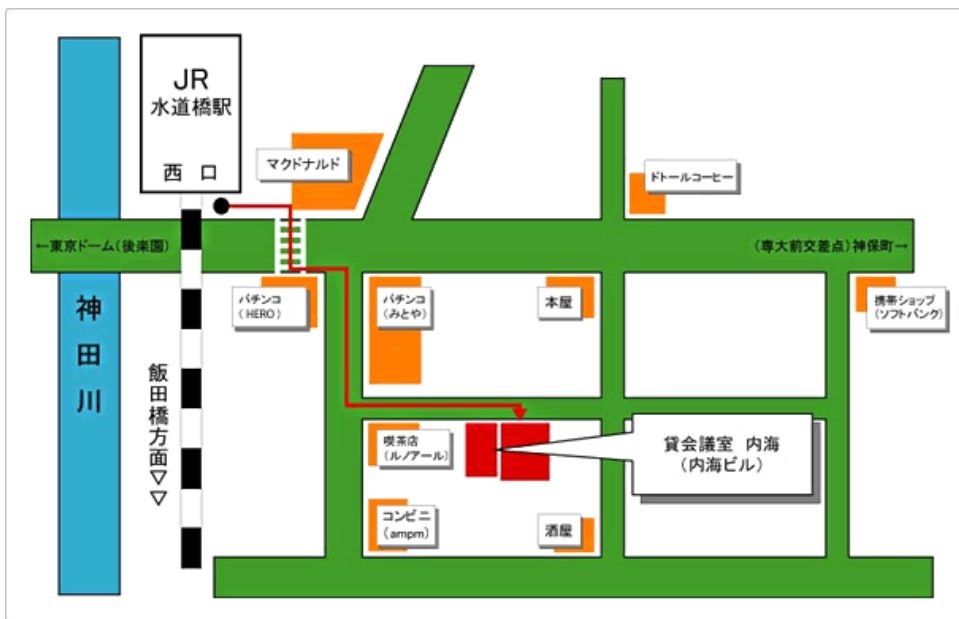 JR
水道橋駅
西 口
マクドナルド
ドトールコーヒー
←東京ドーム(後楽園)
(専大前交差点)神保町→
パチンコ
(HERO)
パチンコ
(みとや)
本屋
携帯ショップ
(ソフトバンク)
神田川
飯田橋方面▽▽
喫茶店
(ルノアール)
貸会議室 内海
(内海ビル)
コンビニ
(ampm)
酒屋